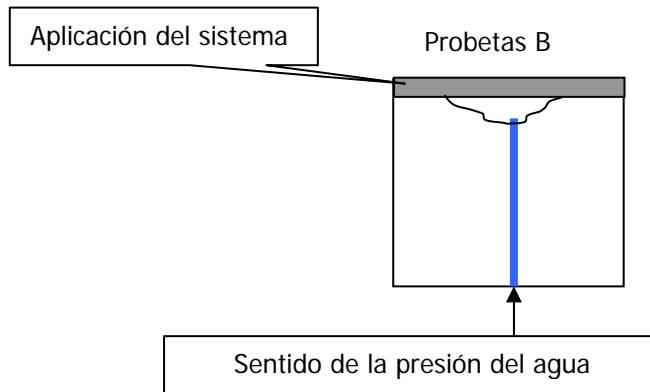 Aplicación del sistema
Probetas B
Sentido de la presión del agua